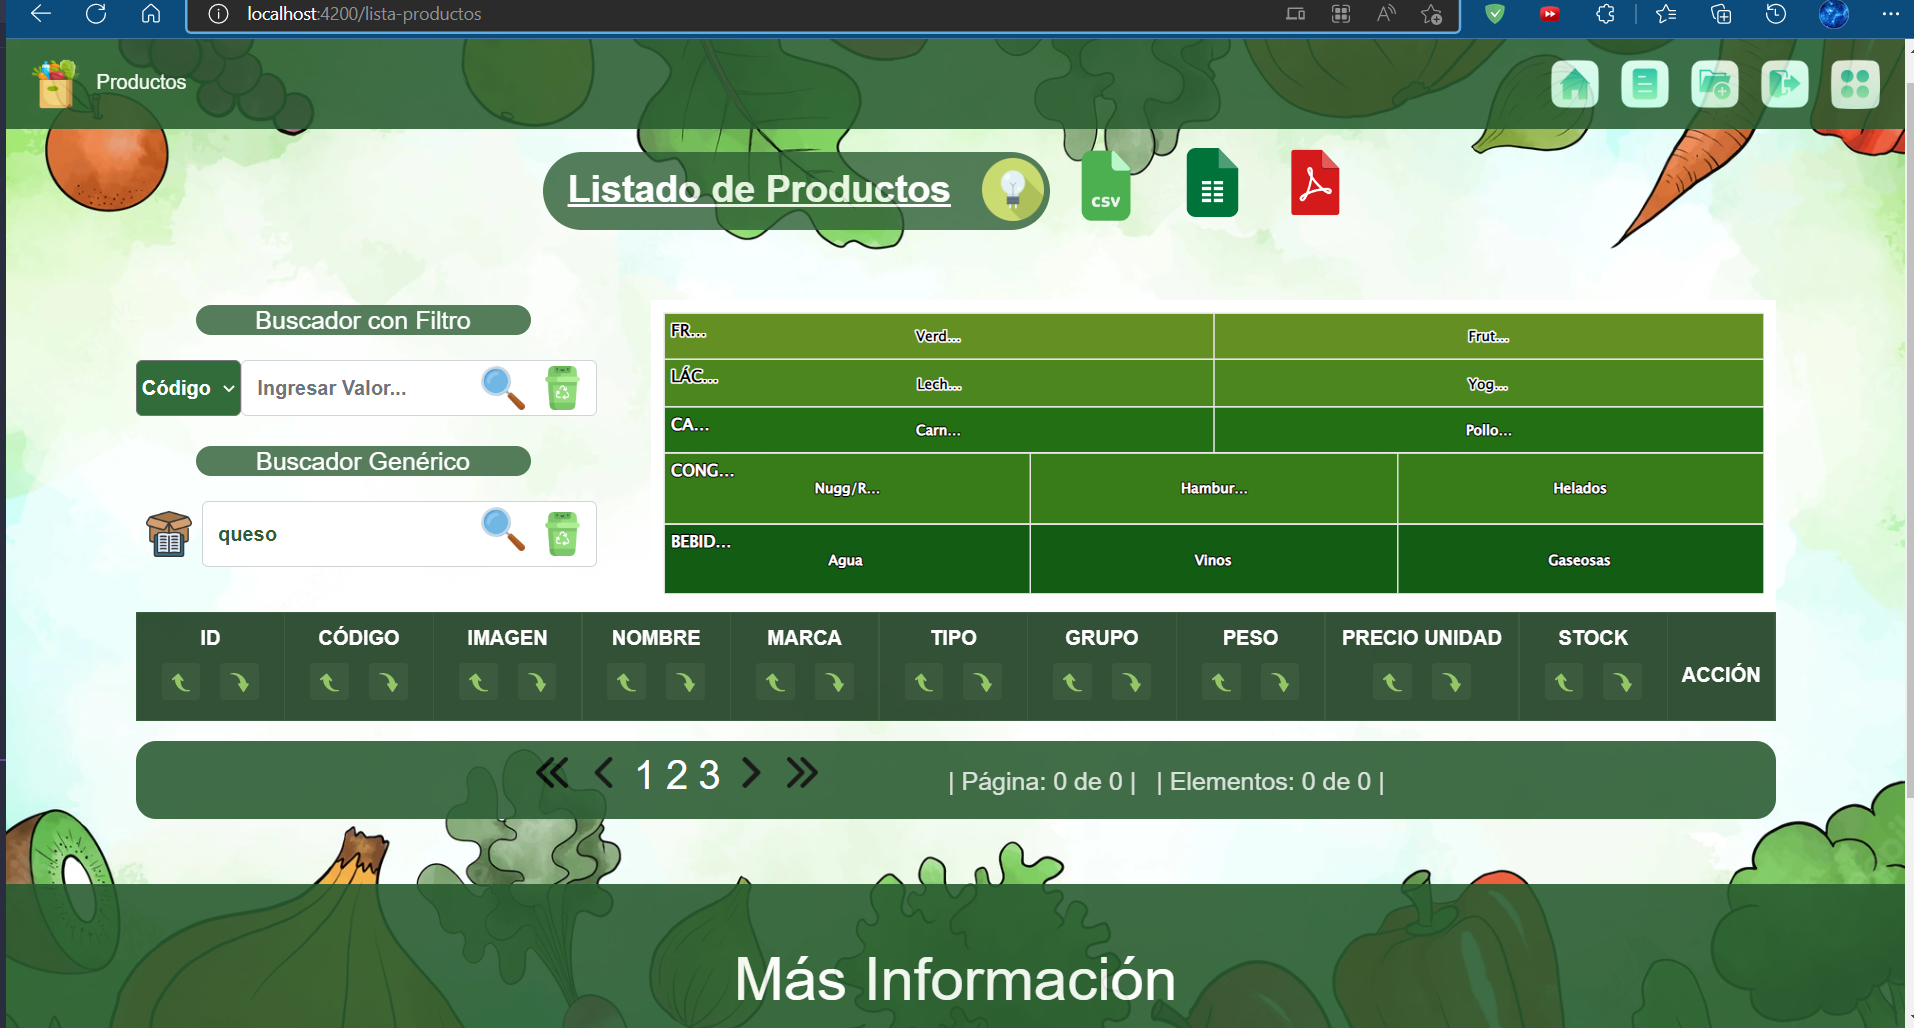 localhost:4200/lista-productos
Productos
Listado de Productos
CSV
Buscador con Filtro
Código
Ingresar Valor...
Buscador Genérico
queso
FR...
Verd...
Frut...
LÁC...
Lech...
Yog...
CA...
Carn...
Pollo...
CONG...
Nugg/R...
Hambur...
Helados
BEBID...
Agua
Vinos
Gaseosas
ID CÓDIGO IMAGEN NOMBRE MARCA TIPO GRUPO PESO PRECIO UNIDAD STOCK ACCIÓN
1 2 3
| Página: 0 de 0 | | Elementos: 0 de 0 |
Más Información